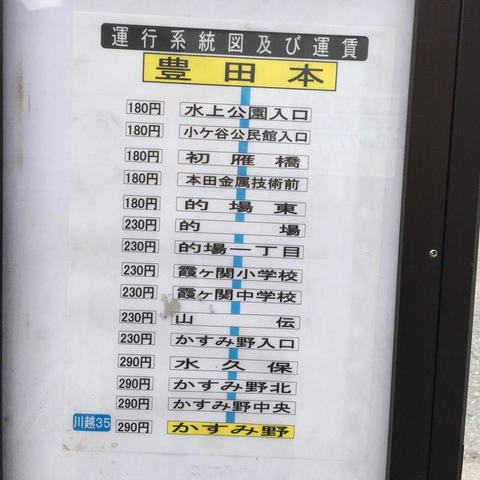 運行系統図及び運賃
豊田本
180円 水上公園入口
180円 小ケ谷公民館入口
180円 初雁橋
180円 本田金属技術前
180円 的場東
230円 的場
230円 的場一丁目
230円 霞ヶ関小学校
230円 霞ヶ関中学校
230円 山伝
230円 かすみ野入口
290円 水久保
290円 かすみ野北
290円 かすみ野中央
川越35 290円 かすみ野